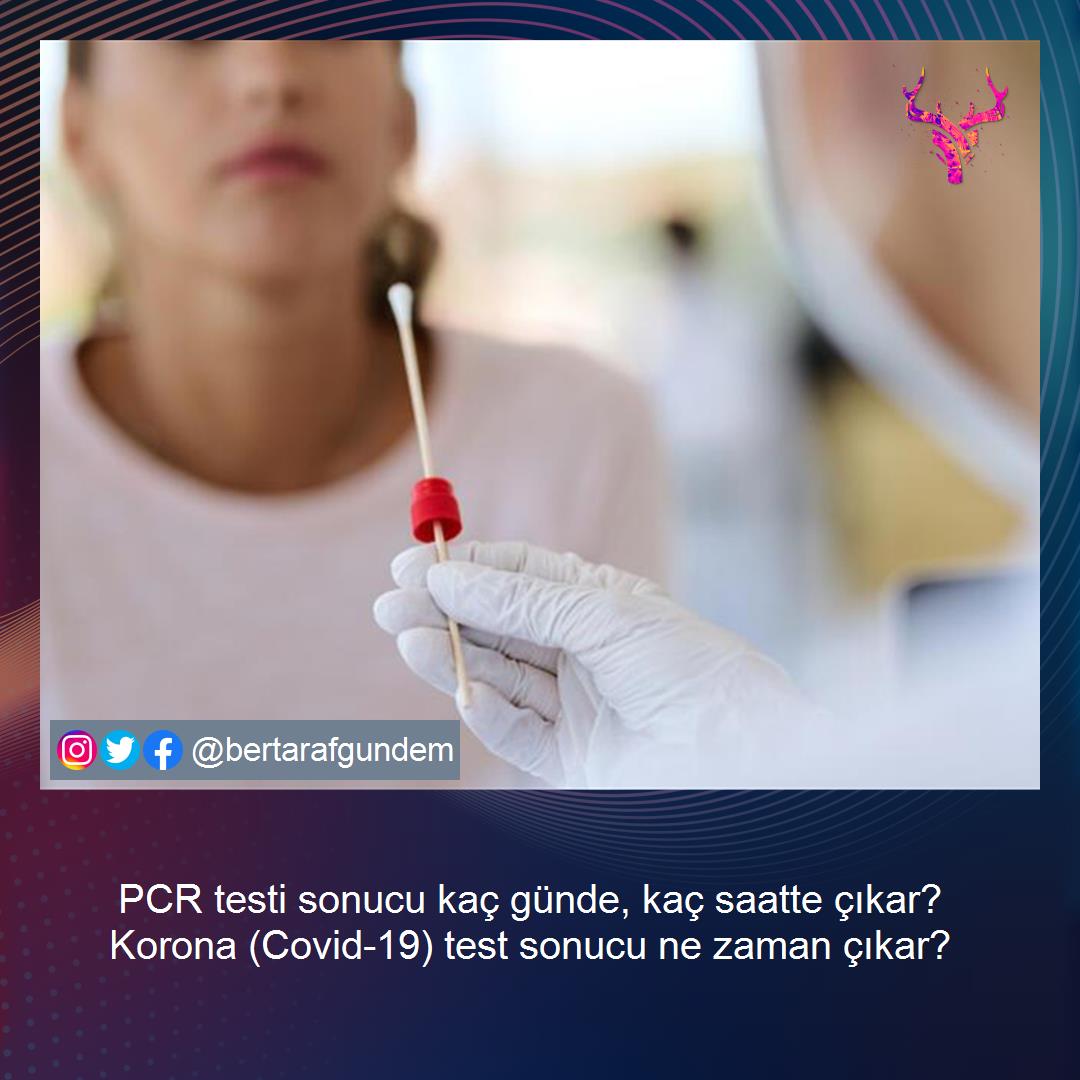 @bertarafgundem
PCR testi sonucu kaç günde, kaç saatte çıkar?
Korona (Covid-19) test sonucu ne zaman çıkar?